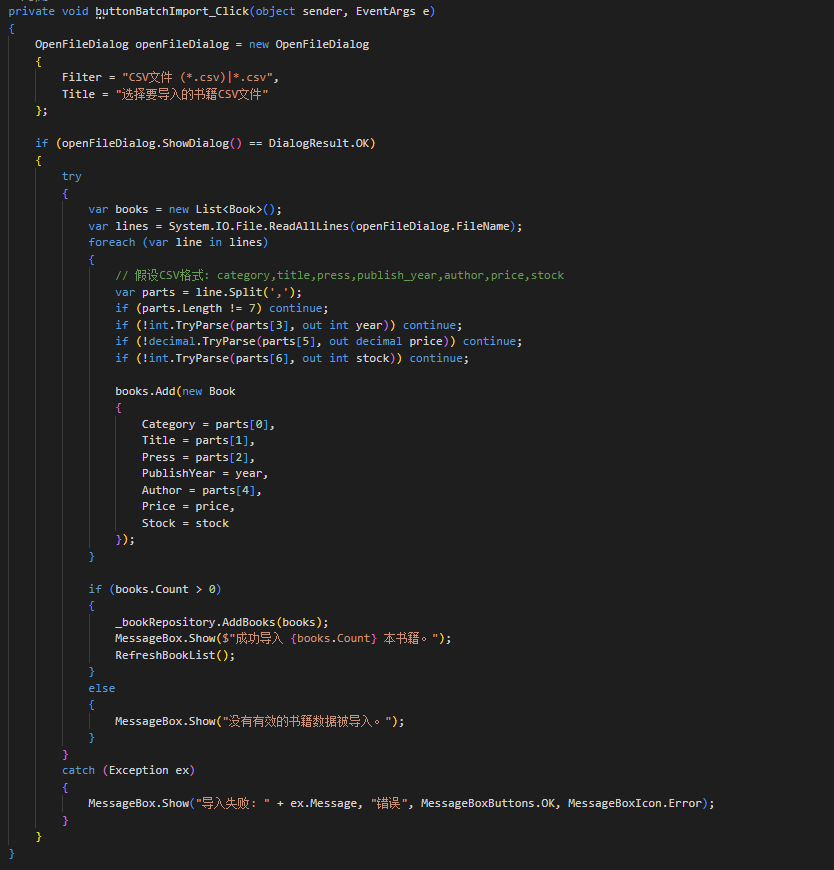 private void buttonBatchImport_Click(object sender, EventArgs e)
{
OpenFileDialog openFileDialog = new OpenFileDialog
{
Filter = "CSV文件 (*.csv)|*.csv",
Title = "选择要导入的书籍CSV文件"
};
if (openFileDialog.ShowDialog() == DialogResult.OK)
{
try
{
var books = new List<Book>();
var lines = System.IO.File.ReadAllLines(openFileDialog.FileName);
foreach (var line in lines)
{
// 假设CSV格式: category,title,press,publish_year,author,price,stock
var parts = line.Split(',');
if (parts.Length != 7) continue;
if (!int.TryParse(parts[3], out int year)) continue;
if (!decimal.TryParse(parts[5], out decimal price)) continue;
if (!int.TryParse(parts[6], out int stock)) continue;
books.Add(new Book
{
Category = parts[0],
Title = parts[1],
Press = parts[2],
PublishYear = year,
Author = parts[4],
Price = price,
Stock = stock
});
}
if (books.Count > 0)
{
_bookRepository.AddBooks(books);
MessageBox.Show($"成功导入 {books.Count} 本书籍。");
RefreshBookList();
}
else
{
MessageBox.Show("没有有效的书籍数据被导入。");
}
}
catch (Exception ex)
{
MessageBox.Show("导入失败: " + ex.Message, "错误", MessageBoxButtons.OK, MessageBoxIcon.Error);
}
}
}